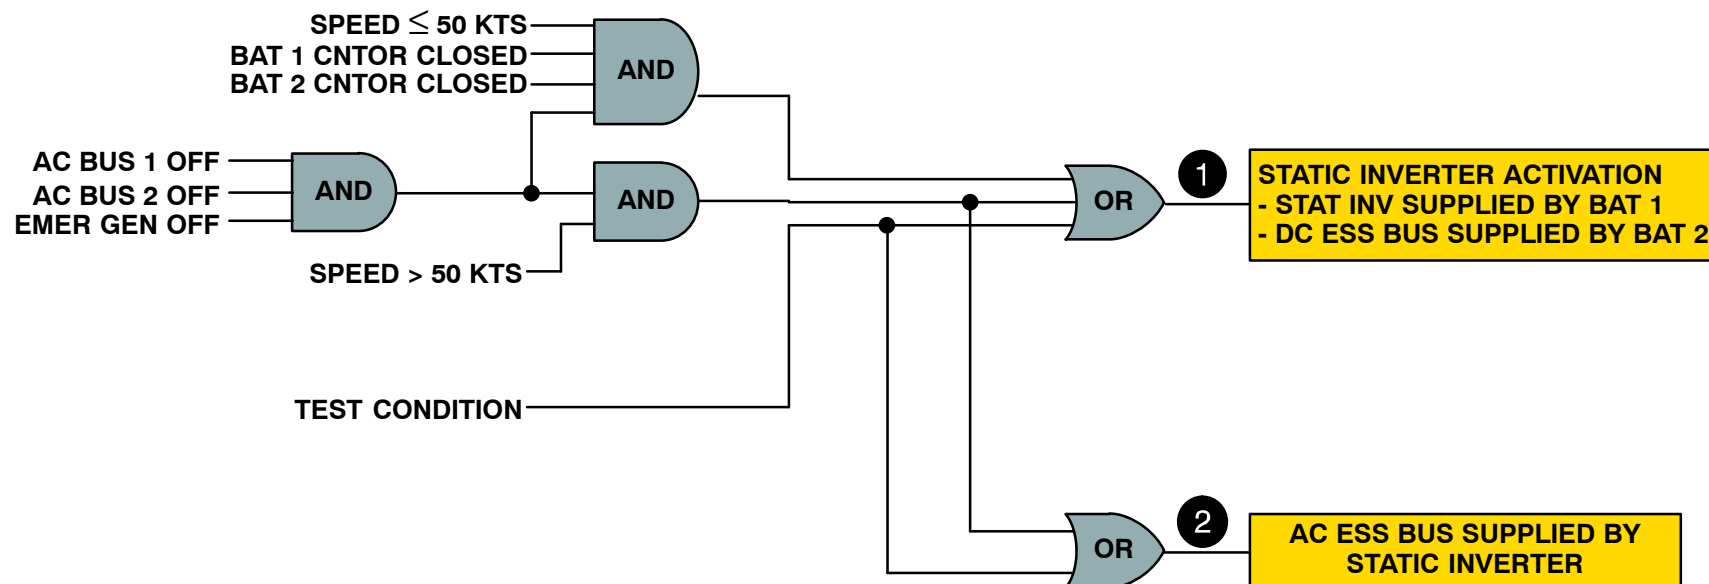 SPEED ≤ 50 KTS
BAT 1 CNTOR CLOSED
BAT 2 CNTOR CLOSED
AND
AC BUS 1 OFF
AC BUS 2 OFF
EMER GEN OFF
AND
AND
SPEED > 50 KTS
OR
1
STATIC INVERTER ACTIVATION
- STAT INV SUPPLIED BY BAT 1
- DC ESS BUS SUPPLIED BY BAT 2
TEST CONDITION
OR
2
AC ESS BUS SUPPLIED BY
STATIC INVERTER